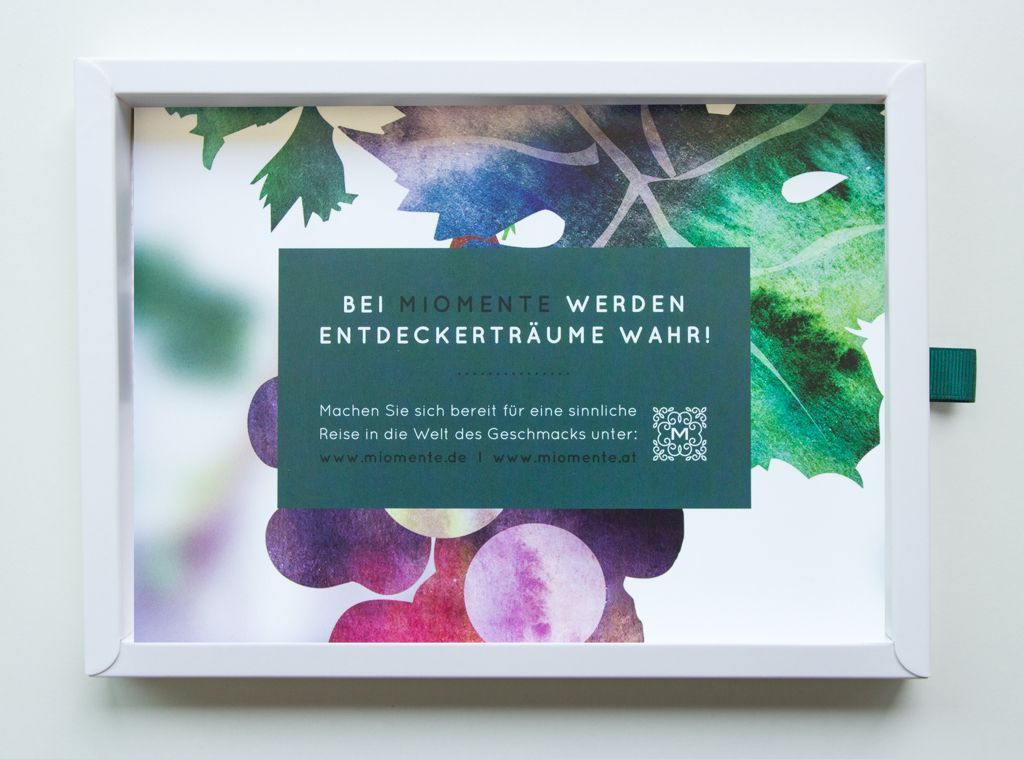 BEI MIOMENTE WERDEN
ENTDECKERTRÄUME WAHR!
Machen Sie sich bereit für eine sinnliche
Reise in die Welt des Geschmacks unter:
www.miomente.de | www.miomente.at
M